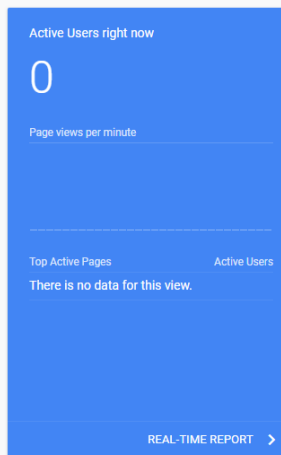 Active Users right now
0
Page views per minute
Top Active Pages Active Users
There is no data for this view.
REAL-TIME REPORT